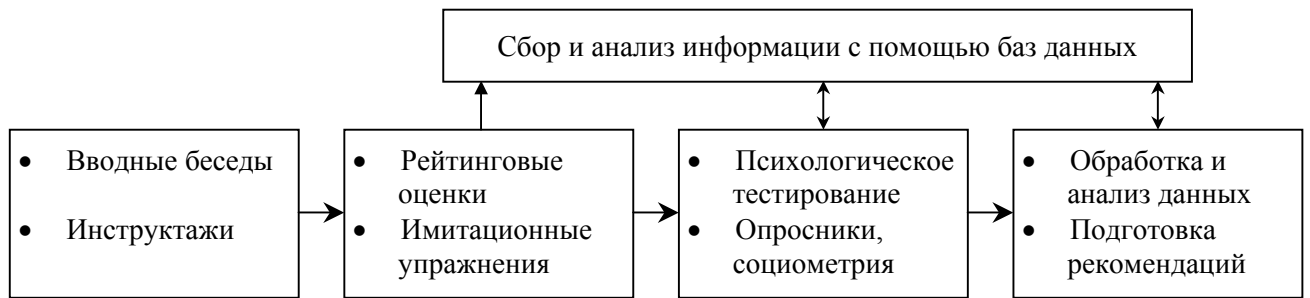 Сбор и анализ информации с помощью баз данных
• Вводные беседы
• Инструктажи
• Рейтинговые
оценки
• Имитационные
упражнения
• Психологическое
тестирование
• Опросники,
социометрия
• Обработка и
анализ данных
• Подготовка
рекомендаций